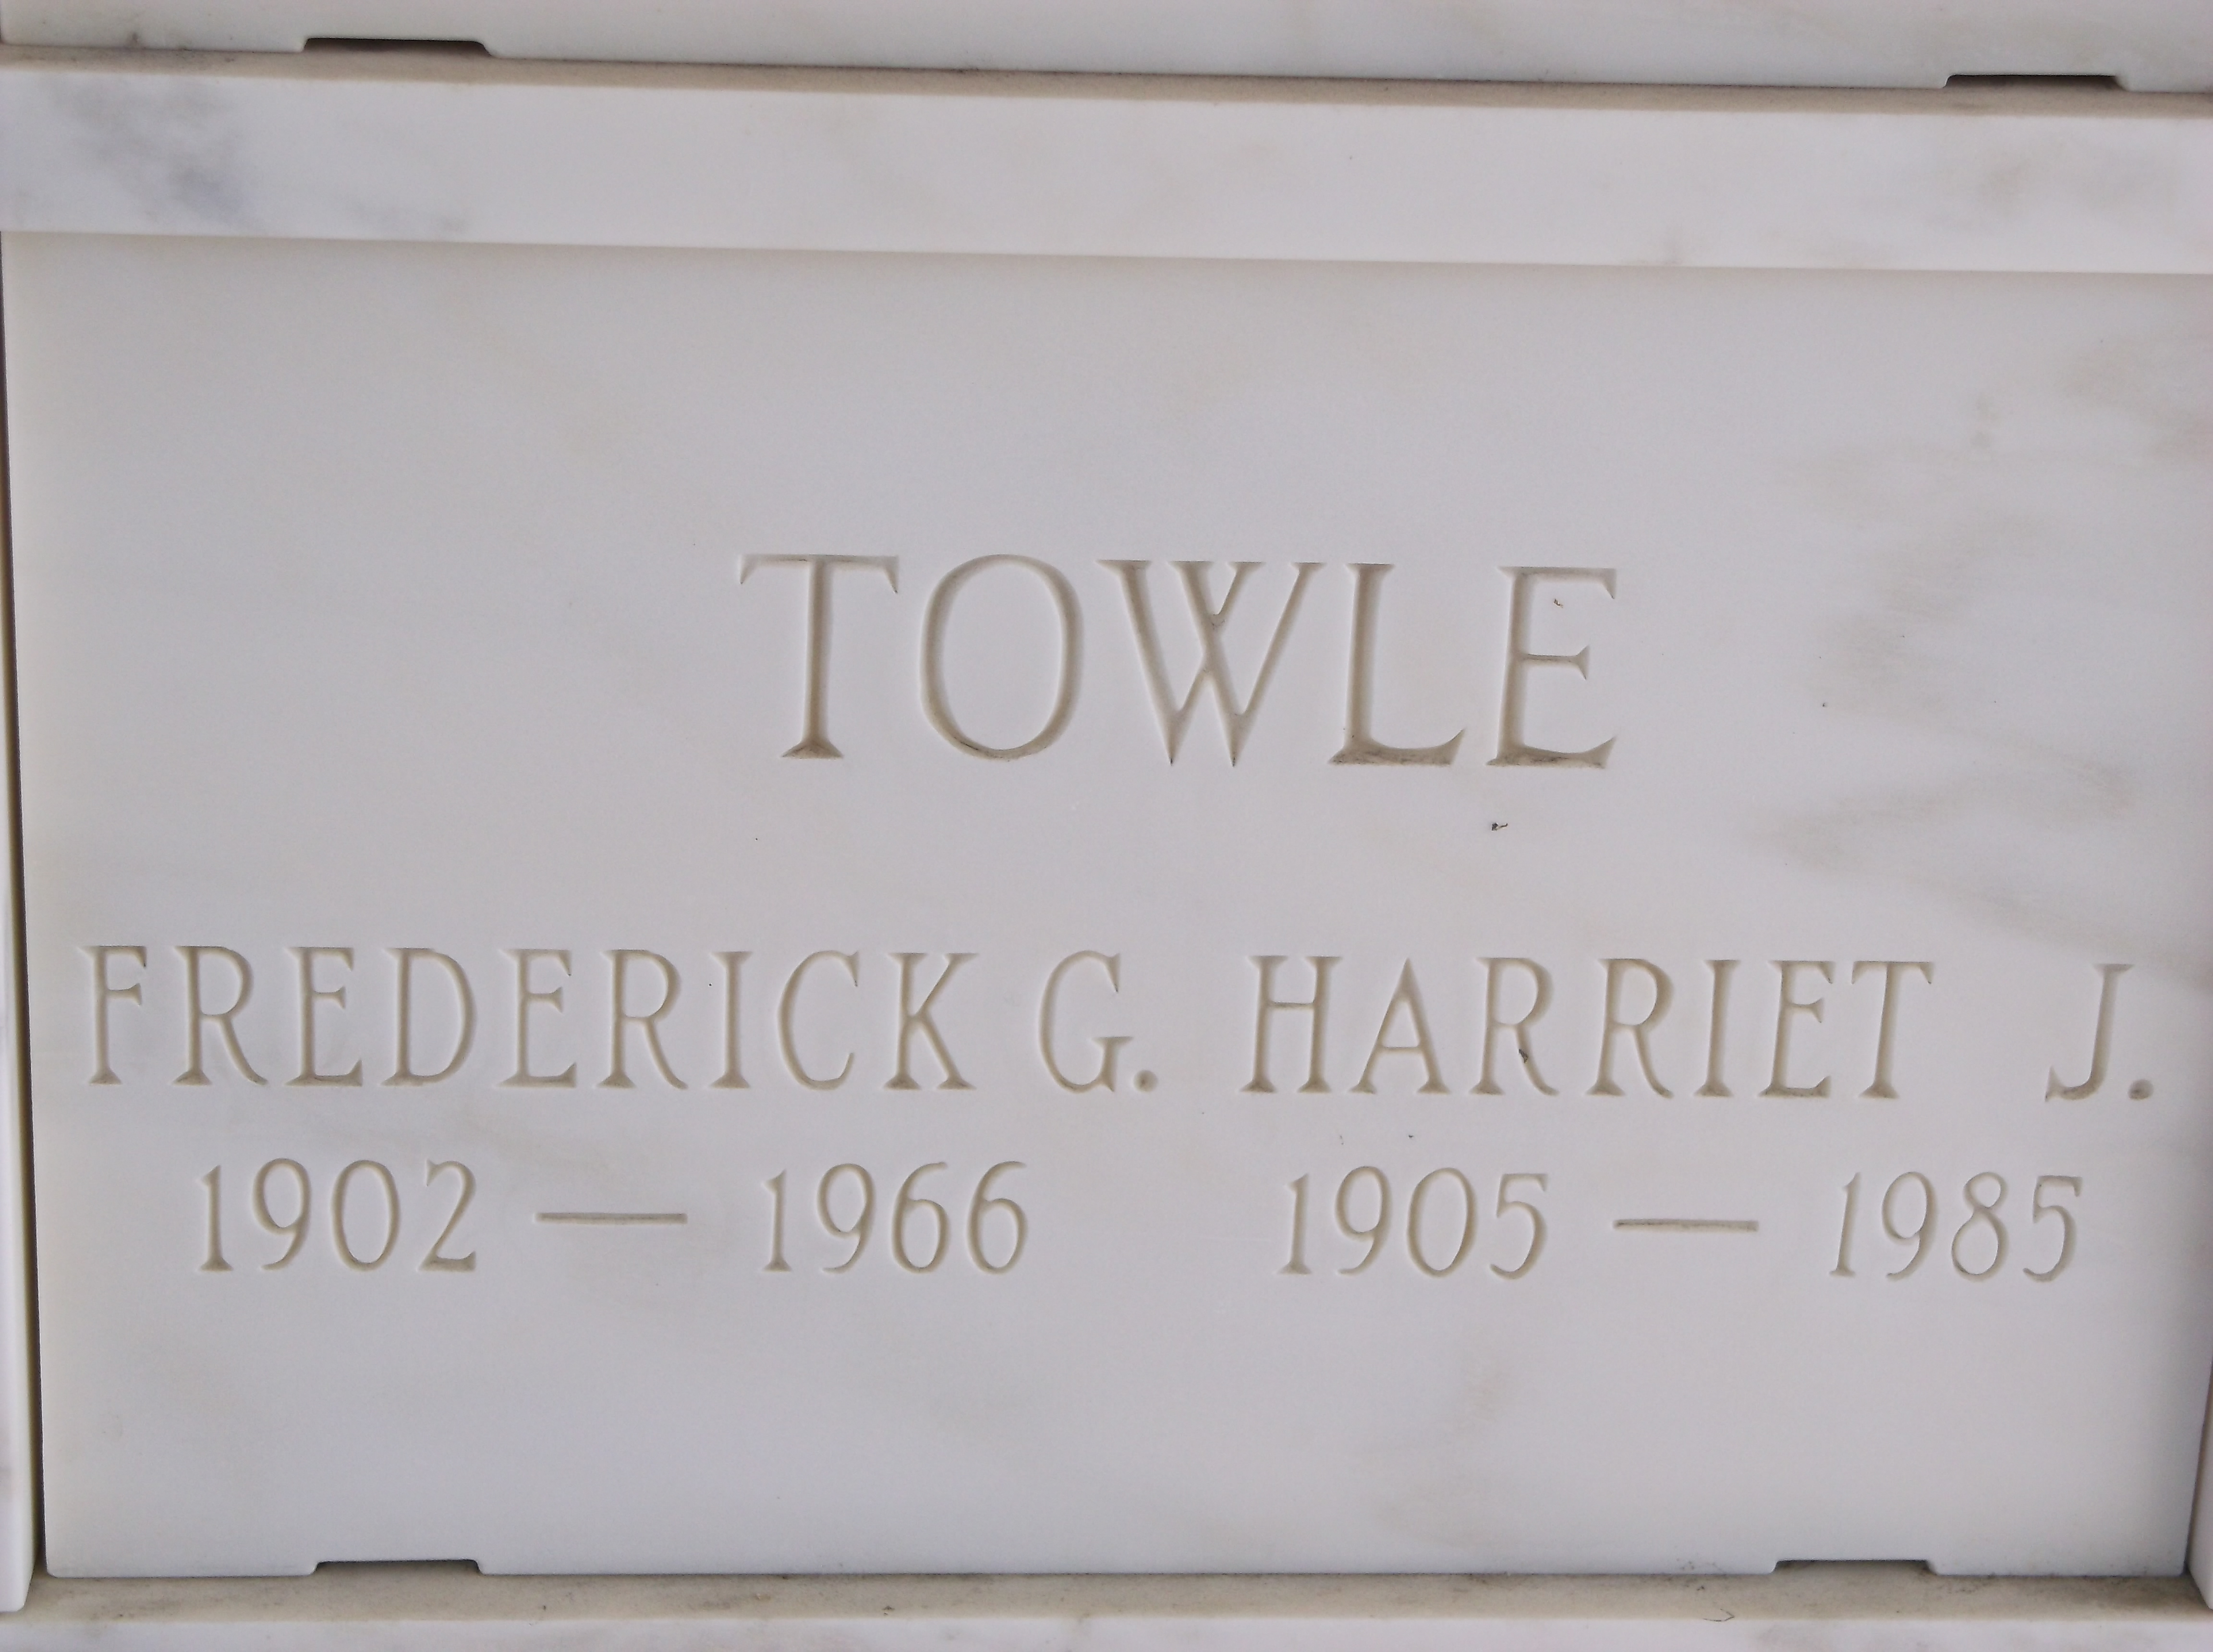 TOWLE
FREDERICK G. HARRIET J.
1902 — 1966 1905 — 1985